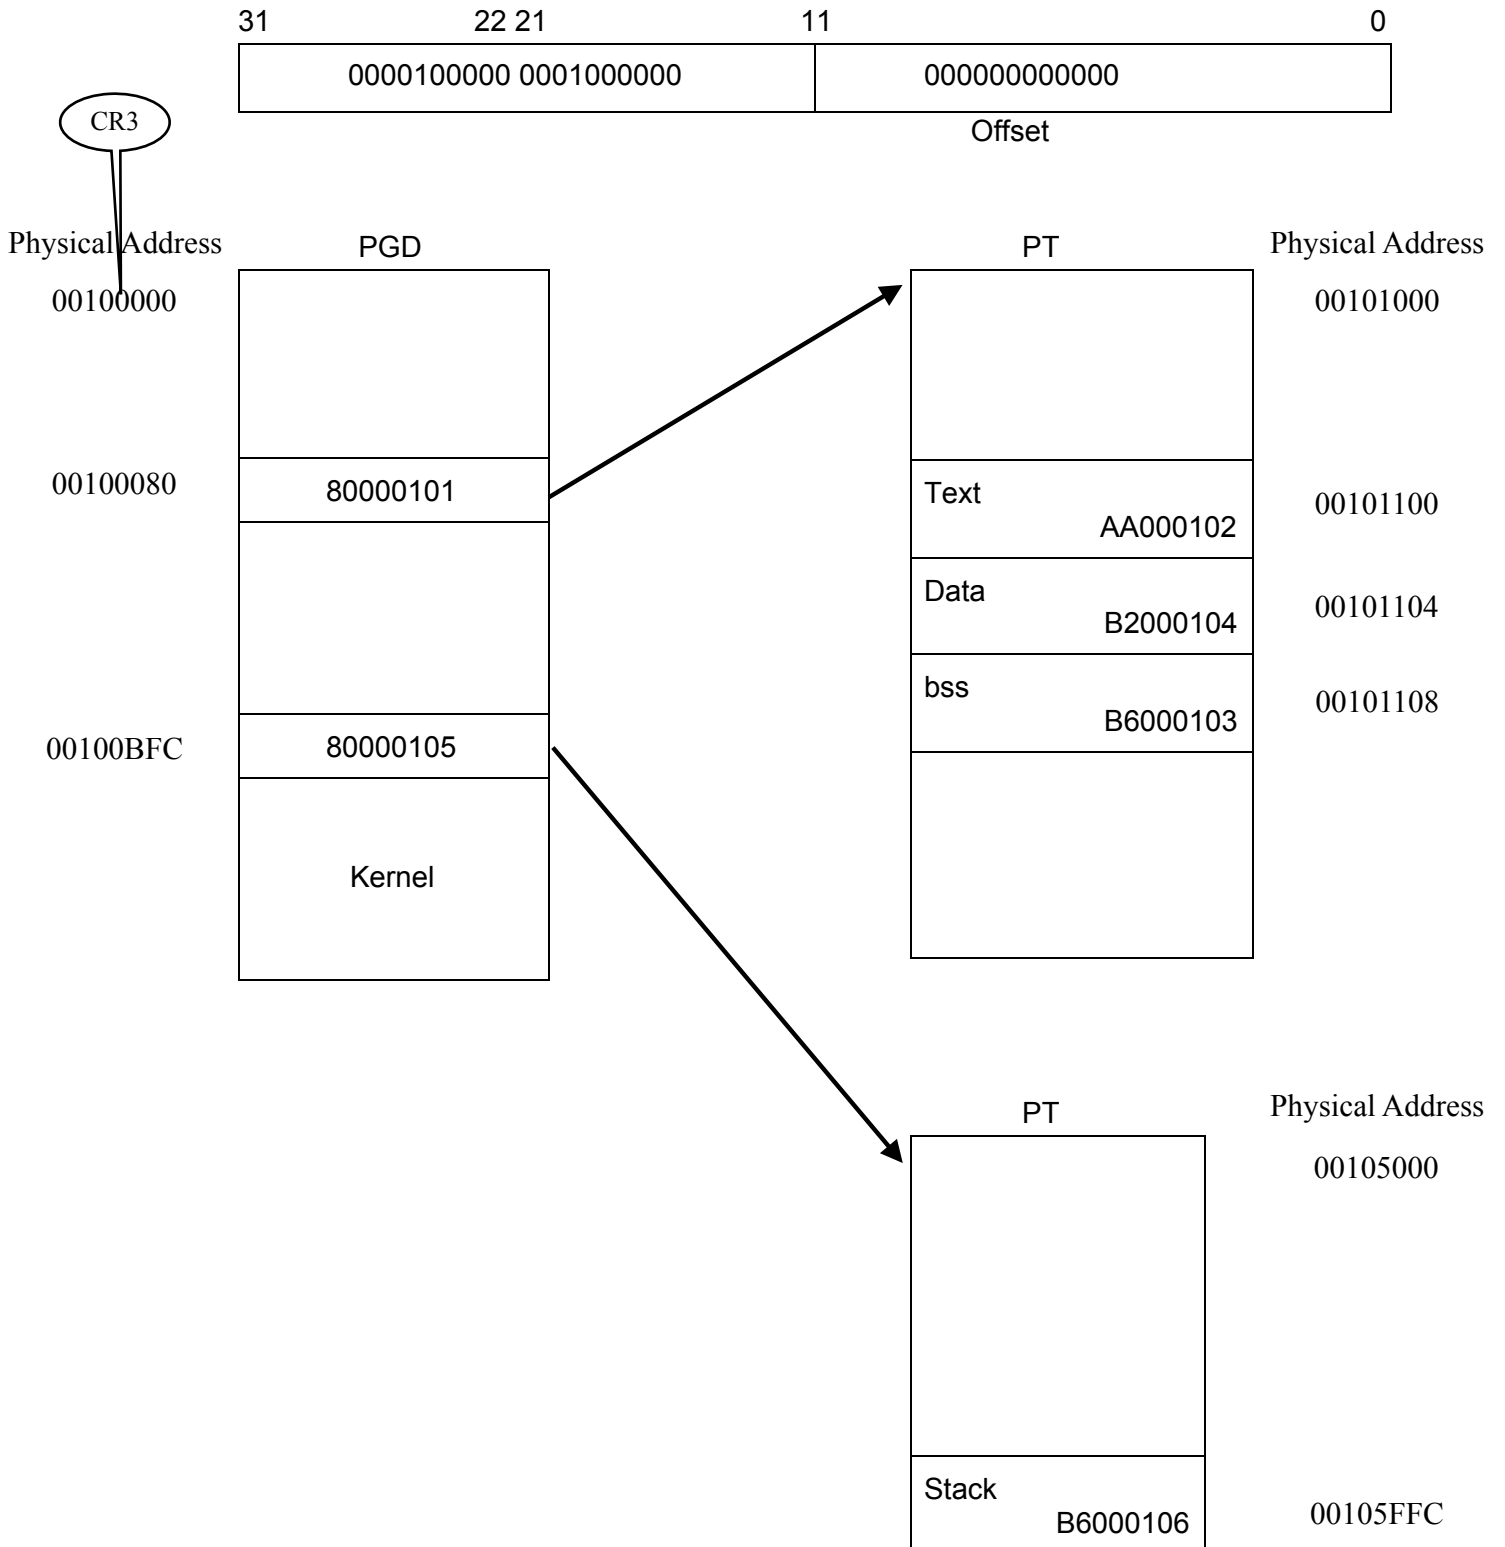 31 22 21 11 0
0000100000 0001000000 000000000000
Offset
CR3
Physical Address PGD PT Physical Address
00100000 00101000
00100080 80000101 Text 00101100
AA000102
Data 00101104
B2000104
bss 00101108
B6000103
00100BFC 80000105
Kernel
PT Physical Address
00105000
Stack 00105FFC
B6000106